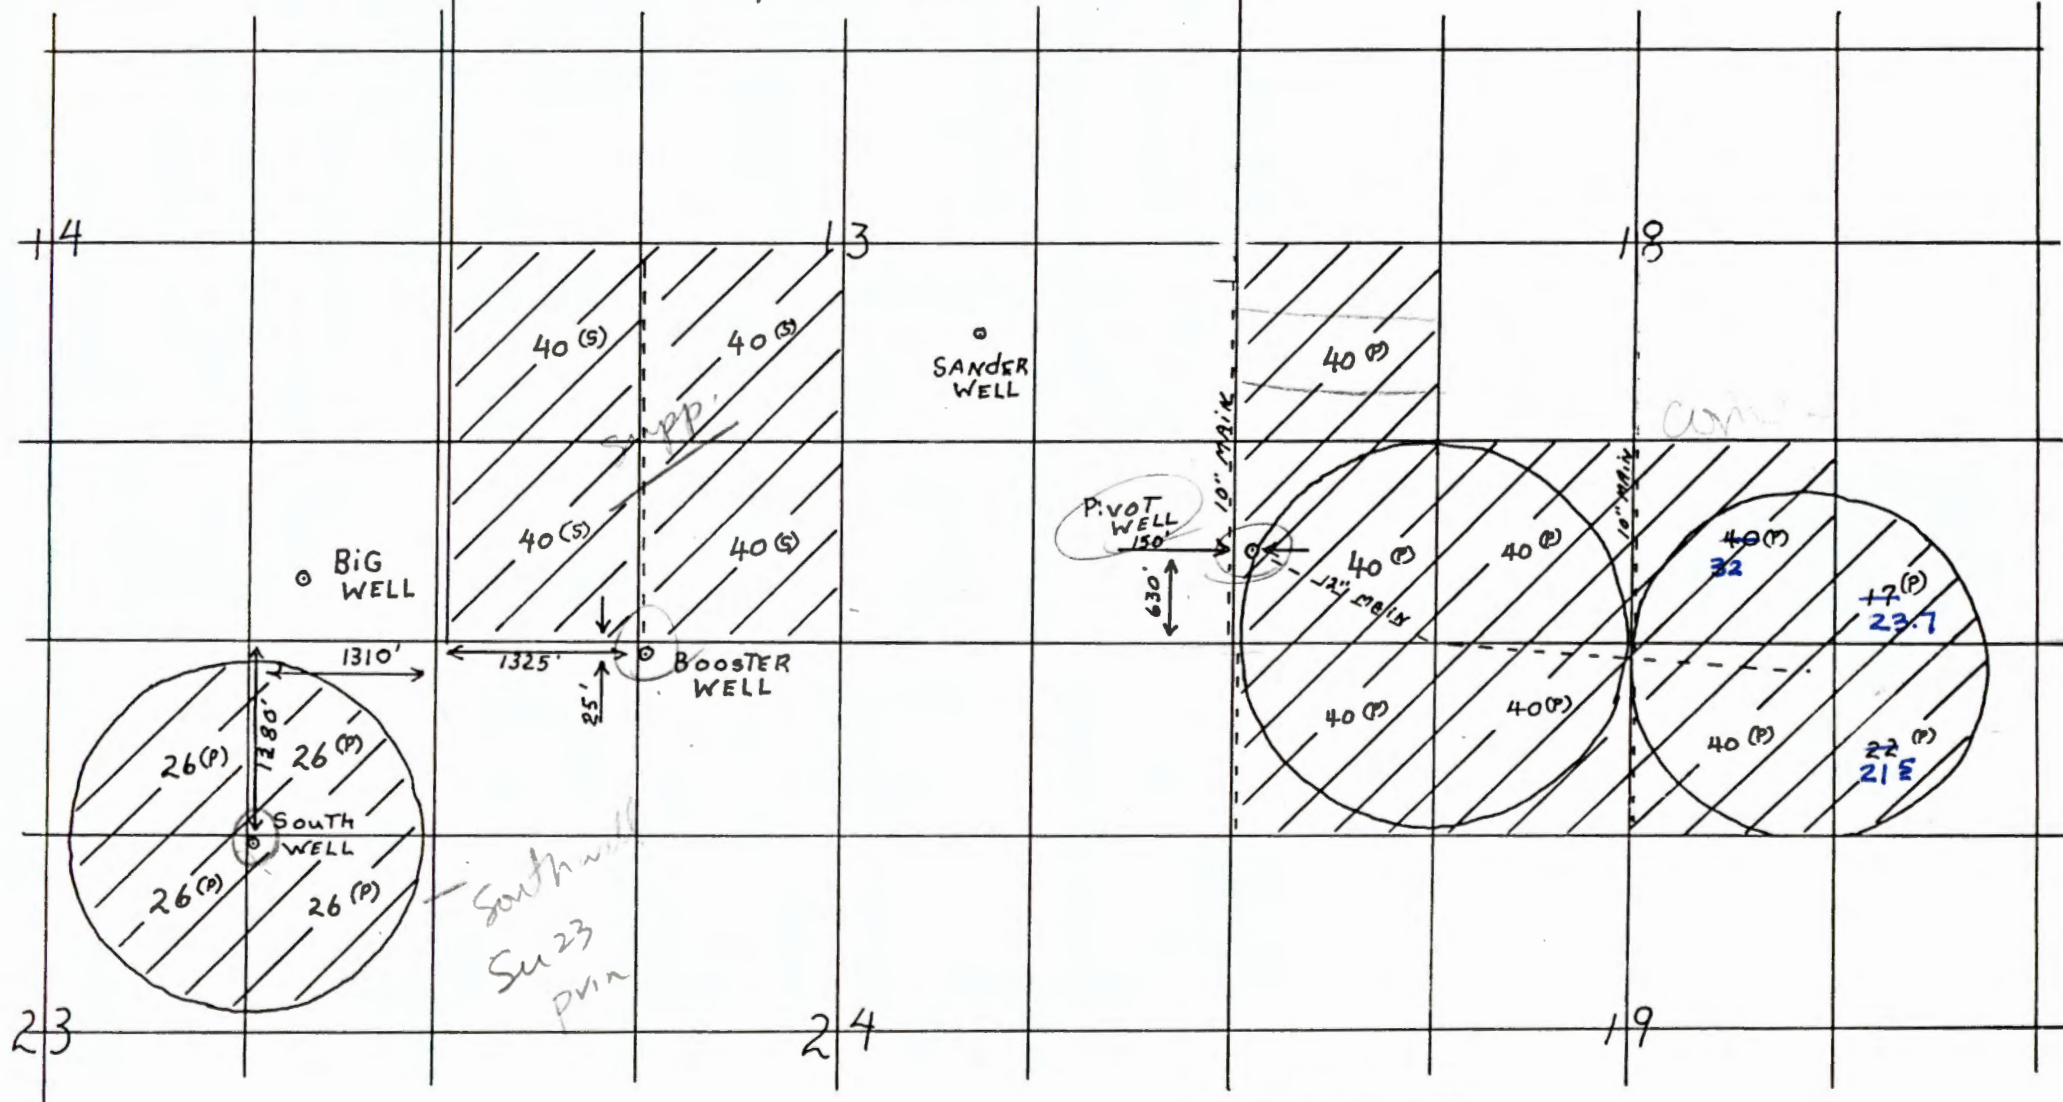 14
13
18
40 (S)
40 (S)
SANDER
WELL
40 (P)
Supp.
10" MAIN
10" MAIN
PIVOT
WELL
150'
630'
BIG
WELL
40 (S)
40 (S)
40 (P)
40 (P)
12" MAIN
40 (P)
32
17 (P)
23.7
1310'
1325'
25'
BOOSTER
WELL
1280'
26 (P)
26 (P)
40 (P)
40 (P)
40 (P)
22 (P)
21 5
SOUTH
WELL
26 (P)
26 (P)
South well
23
24
19